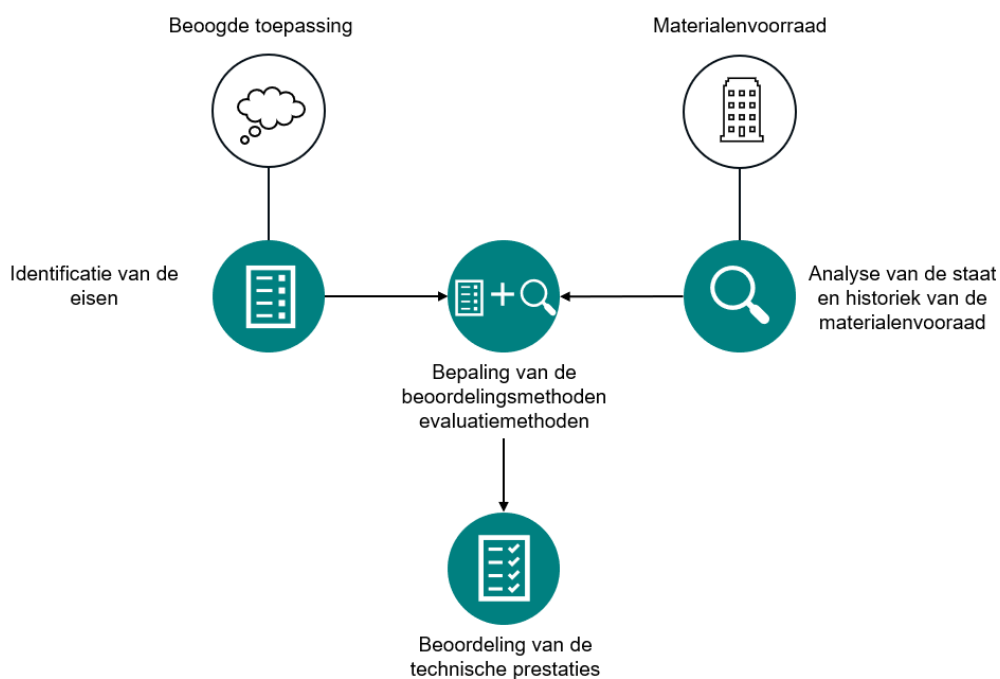 Beoogde toepassing
Materialenvoorraad
Identificatie van de
eisen
Analyse van de staat
en historiek van de
materialenvooraad
Bepaling van de
beoordelingsmethoden
evaluatiemethoden
Beoordeling van de
technische prestaties